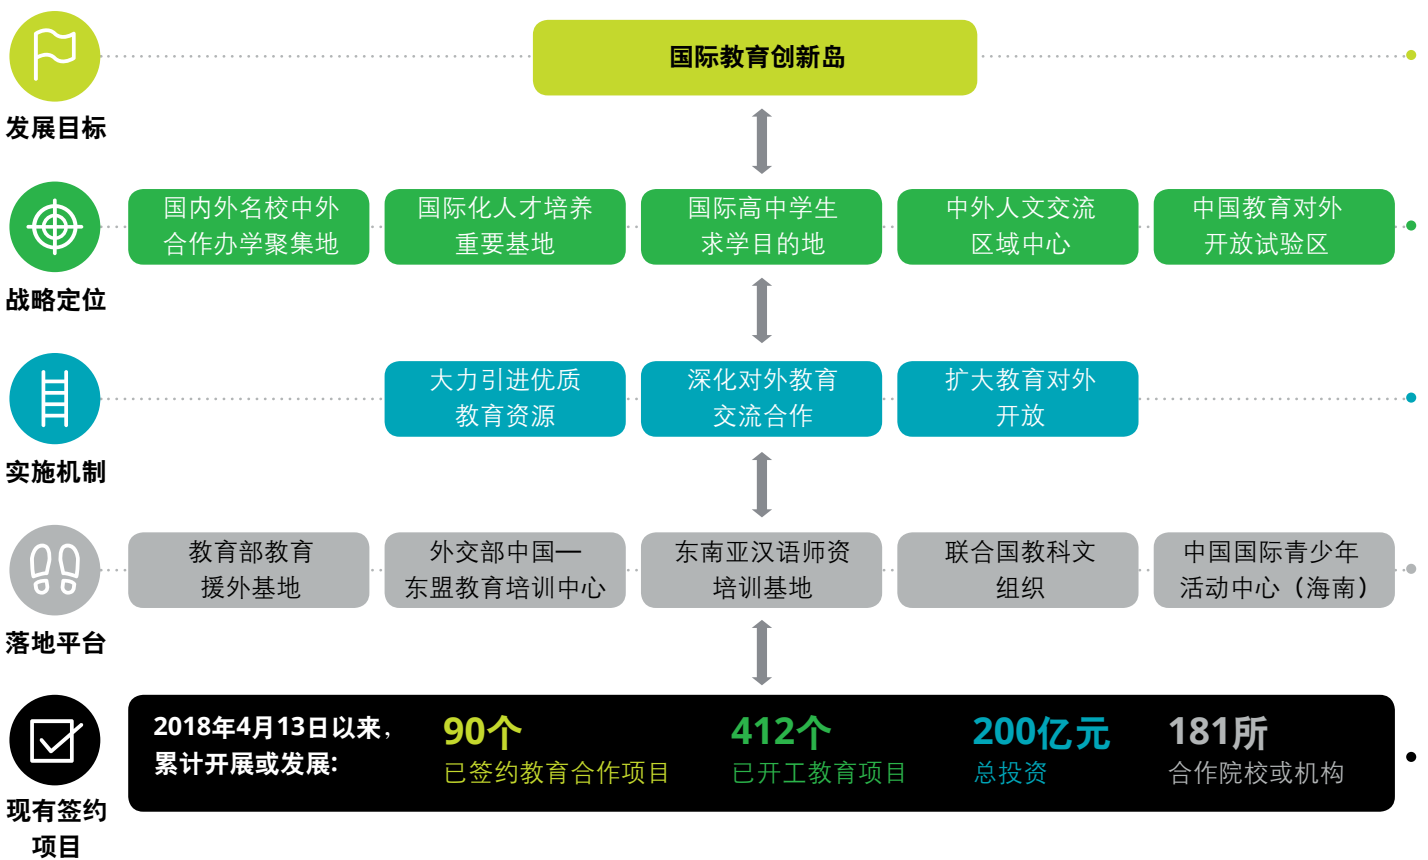 国际教育创新岛
发展目标
国内外名校中外
合作办学聚集地
国际化人才培养
重要基地
国际高中学生
求学目的地
中外人文交流
区域中心
中国教育对外
开放试验区
战略定位
大力引进优质
教育资源
深化对外教育
交流合作
扩大教育对外
开放
实施机制
教育部教育
援外基地
外交部中国—
东盟教育培训中心
东南亚汉语师资
培训基地
联合国教科文
组织
中国国际青少年
活动中心（海南）
落地平台
2018年4月13日以来，
累计开展或发展:
90个
已签约教育合作项目
412个
已开工教育项目
200亿元
总投资
181所
合作院校或机构
现有签约
项目